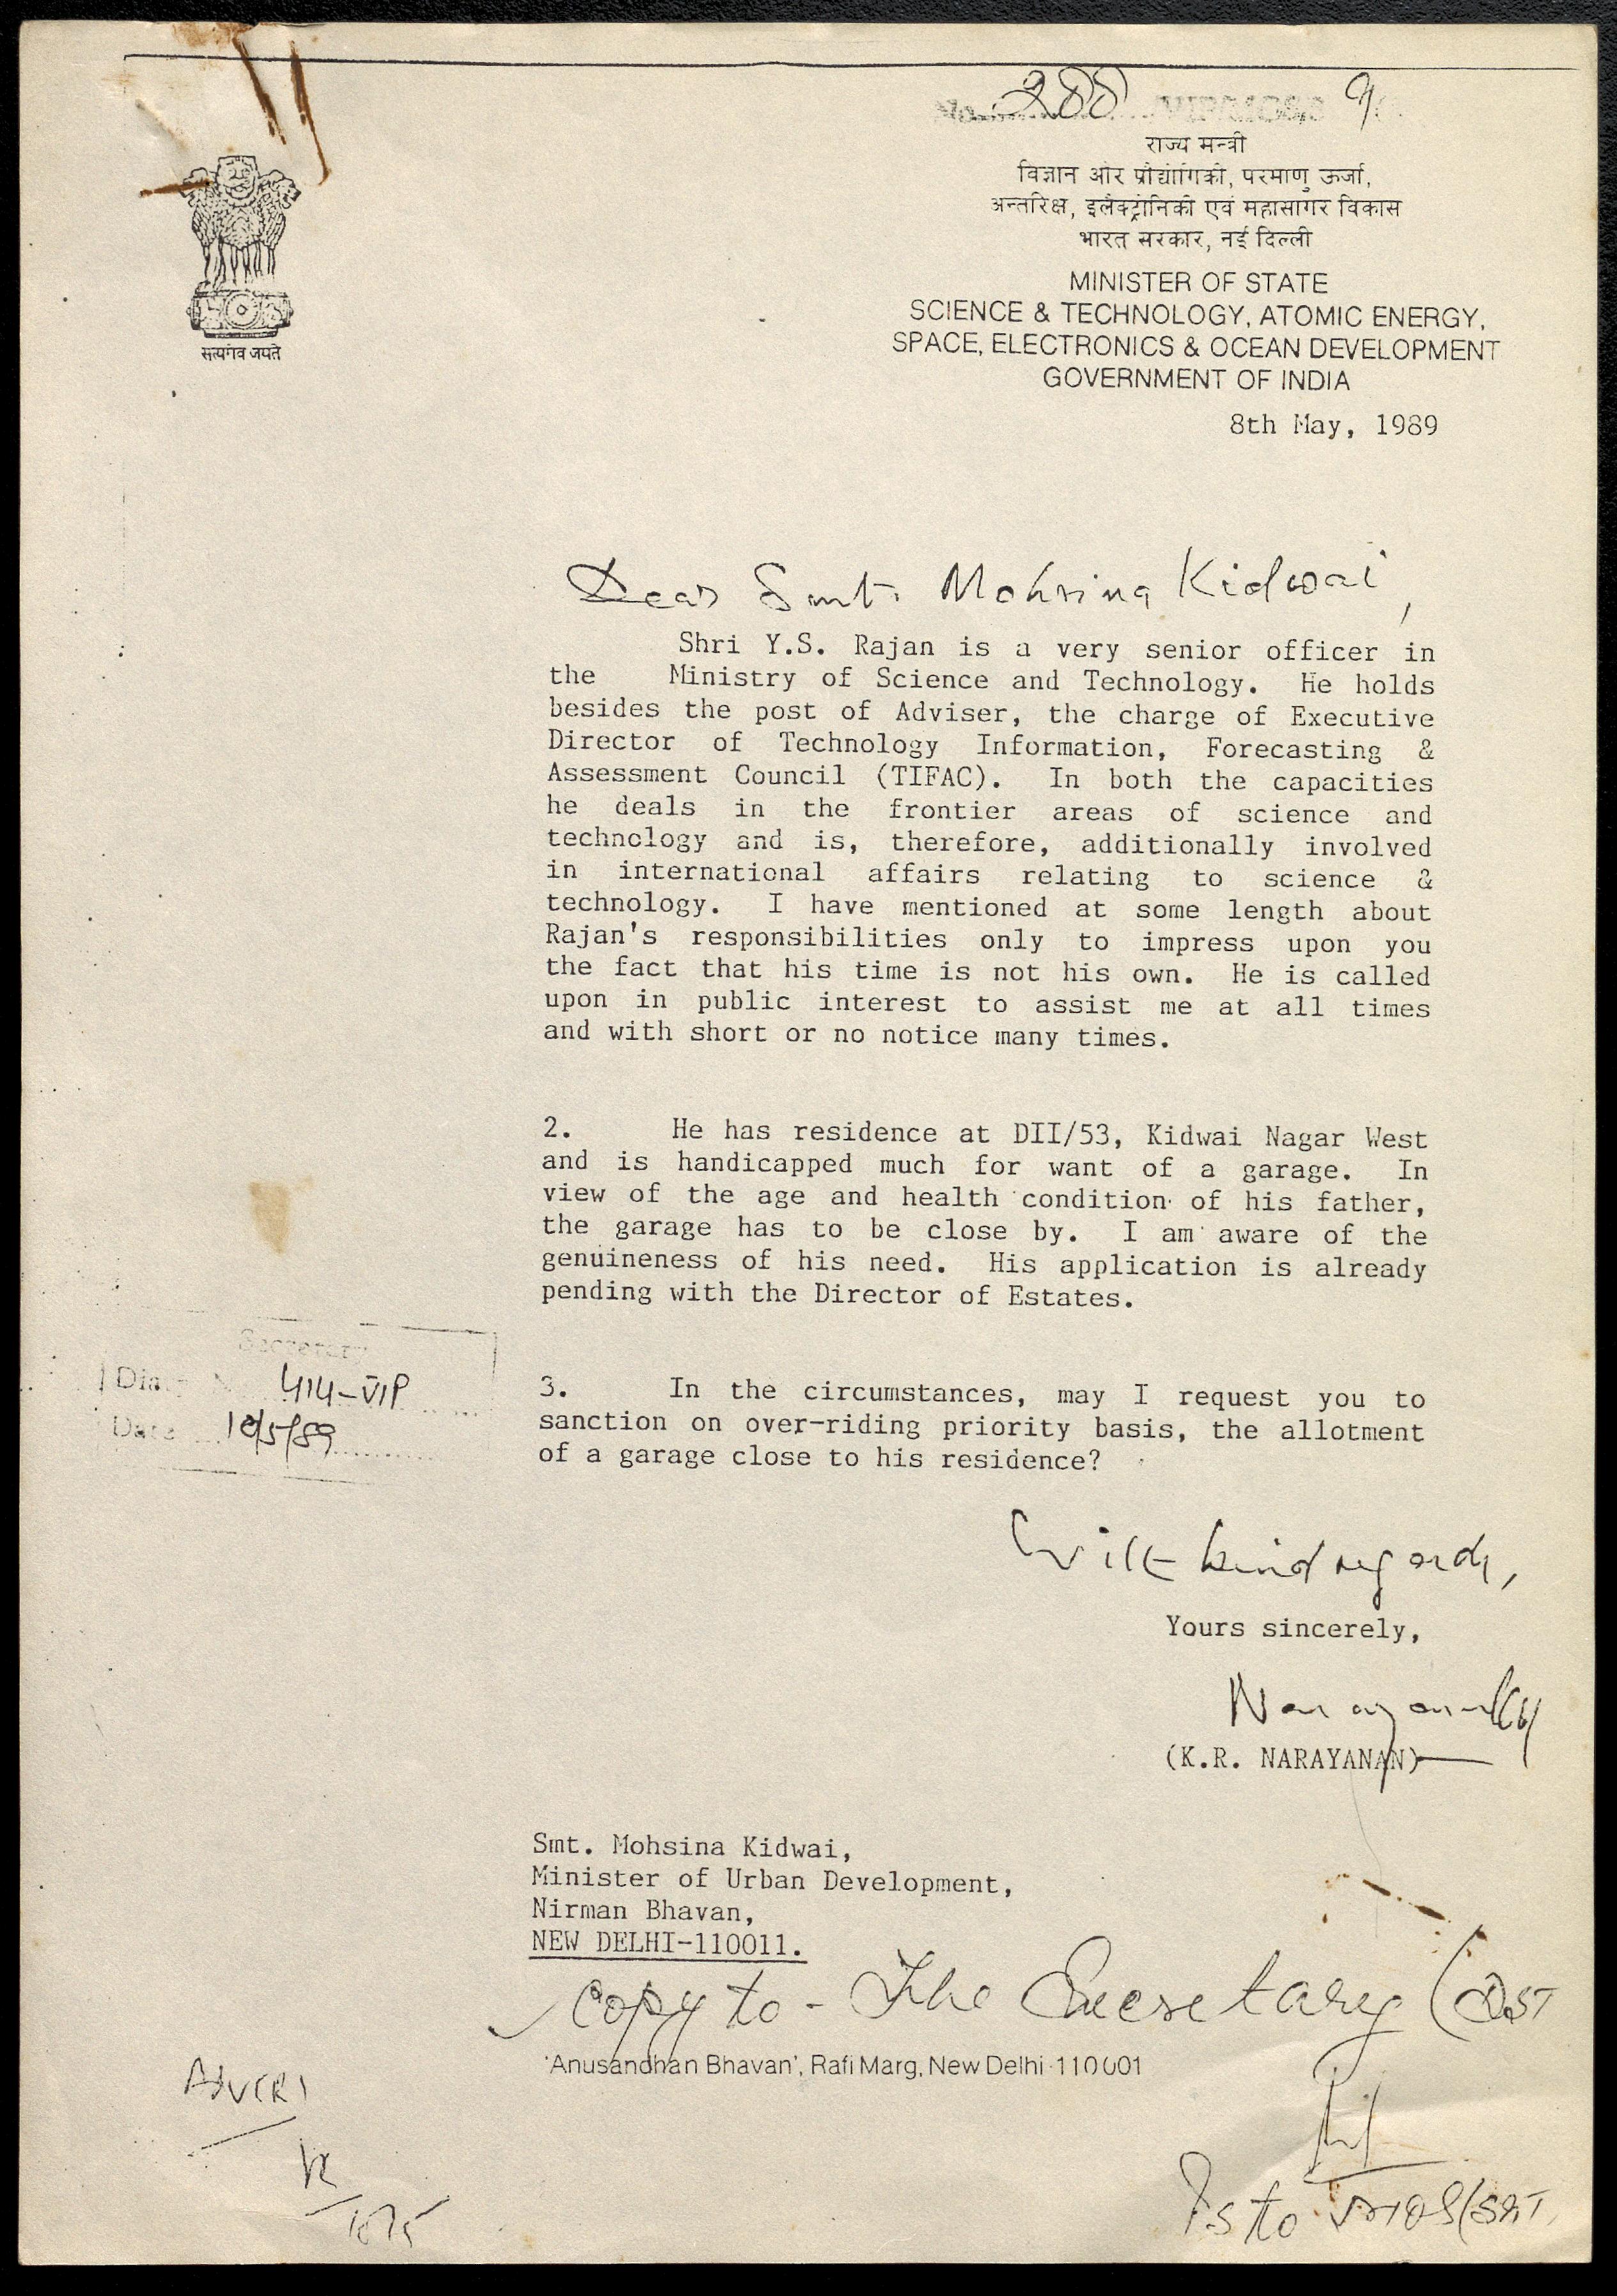 No. 288
राज्य मन्त्री
विज्ञान और प्रौद्योगिकी, परमाणु ऊर्जा,
अन्तरिक्ष, इलैक्ट्रोनिकी एवं महासागर विकास
भारत सरकार, नई दिल्ली
सत्यमेव जयते
MINISTER OF STATE
SCIENCE & TECHNOLOGY, ATOMIC ENERGY,
SPACE, ELECTRONICS & OCEAN DEVELOPMENT
GOVERNMENT OF INDIA
8th May, 1989
Dear Smt. Mohsina Kidwai,
Shri Y.S. Rajan is a very senior officer in
the Ministry of Science and Technology. He holds
besides the post of Adviser, the charge of Executive
Director of Technology Information, Forecasting &
Assessment Council (TIFAC). In both the capacities
he deals in the frontier areas of science and
technology and is, therefore, additionally involved
in international affairs relating to science &
technology. I have mentioned at some length about
Rajan's responsibilities only to impress upon you
the fact that his time is not his own. He is called
upon in public interest to assist me at all times
and with short or no notice many times.
2. He has residence at DII/53, Kidwai Nagar West
and is handicapped much for want of a garage. In
view of the age and health condition of his father,
the garage has to be close by. I am aware of the
genuineness of his need. His application is already
pending with the Director of Estates.
Secretary
Date 10/5/89
414-VIP
3. In the circumstances, may I request you to
sanction on over-riding priority basis, the allotment
of a garage close to his residence?
With kind regards,
Yours sincerely,
(K.R. NARAYANAN)
Smt. Mohsina Kidwai,
Minister of Urban Development,
Nirman Bhavan,
NEW DELHI-110011.
Copy to - The Secretary (DST
'Anusandhan Bhavan', Rafi Marg, New Delhi-110001
PS to MOS(S&T)